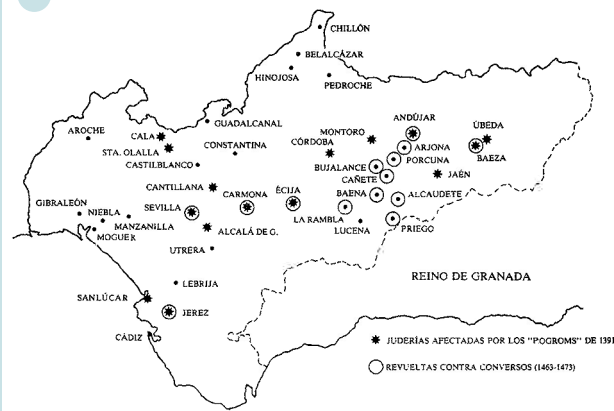 CHILLÓN
BELALCÁZAR
HINOJOSA
PEDROCHE
AROCHE
CALA
GUADALCANAL
STA. OLALLA
CONSTANTINA
CASTILBLANCO
MONTORO
CÓRDOBA
ANDÚJAR
ÚBEDA
ARJONA
BAEZA
PORCUNA
BUJALANCE
JAÉN
CAÑETE
CANTILLANA
CARMONA
ÉCIJA
BAENA
ALCAUDETE
GIBRALEÓN
NIEBLA
SEVILLA
MANZANILLA
MOGUER
ALCALÁ DE G.
LA RAMBLA
LUCENA
PRIEGO
UTRERA
LEBRIJA
REINO DE GRANADA
SANLÚCAR
JEREZ
CÁDIZ
JUDERÍAS AFECTADAS POR LOS "POGROMS" DE 1391
REVUELTAS CONTRA CONVERSOS (1463-1473)